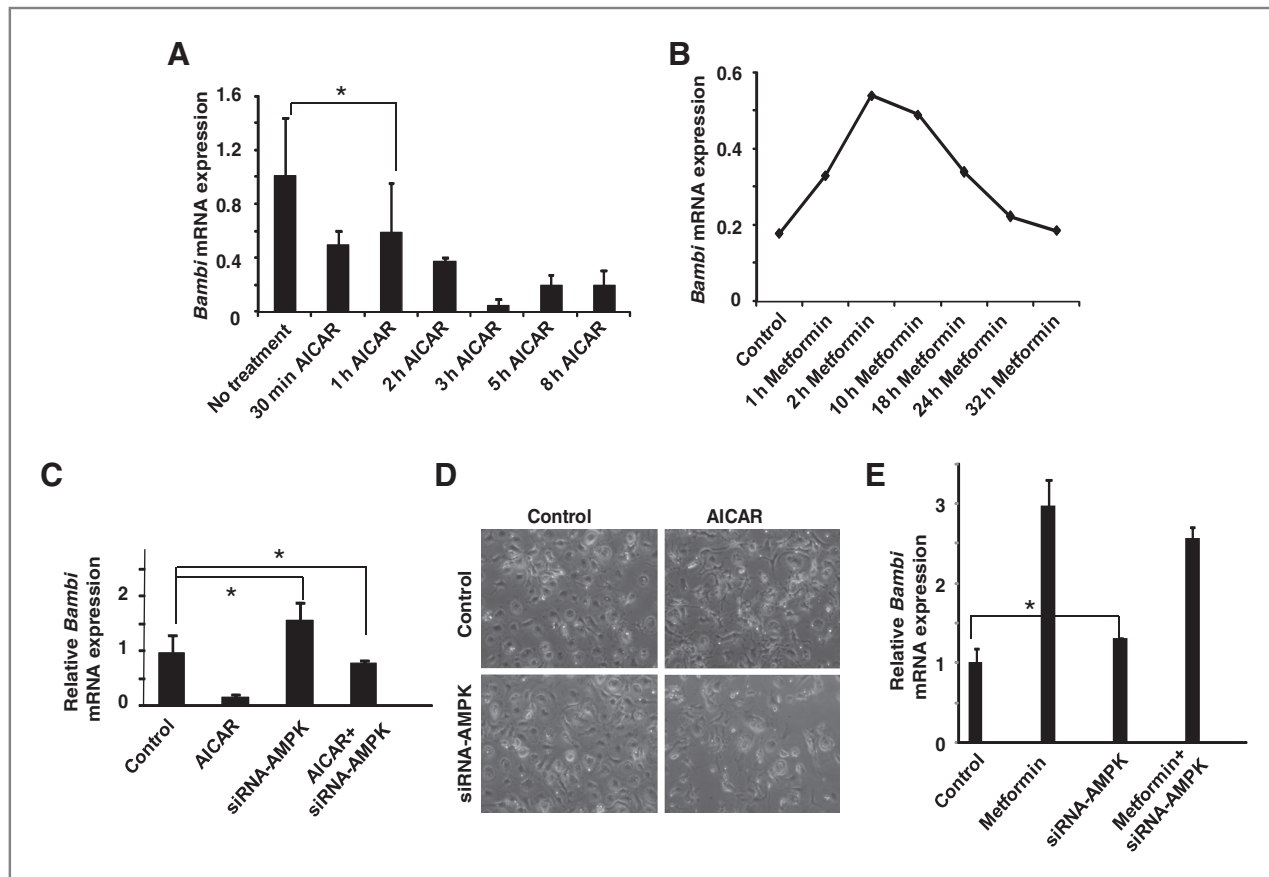 A
Bambi mRNA expression
1.6
1.2
0.8
0.4
0
*
No treatment
30 min AICAR
1 h AICAR
2 h AICAR
3 h AICAR
5 h AICAR
8 h AICAR
B
Bambi mRNA expression
0.6
0.4
0.2
0
Control
1 h Metformin
2 h Metformin
10 h Metformin
18 h Metformin
24 h Metformin
32 h Metformin
C
Relative Bambi
mRNA expression
2
1
0
*
*
Control
AICAR
siRNA-AMPK
AICAR+
siRNA-AMPK
D
Control
AICAR
Control
siRNA-AMPK
E
Relative Bambi
mRNA expression
3
2
1
0
*
Control
Metformin
siRNA-AMPK
Metformin+
siRNA-AMPK